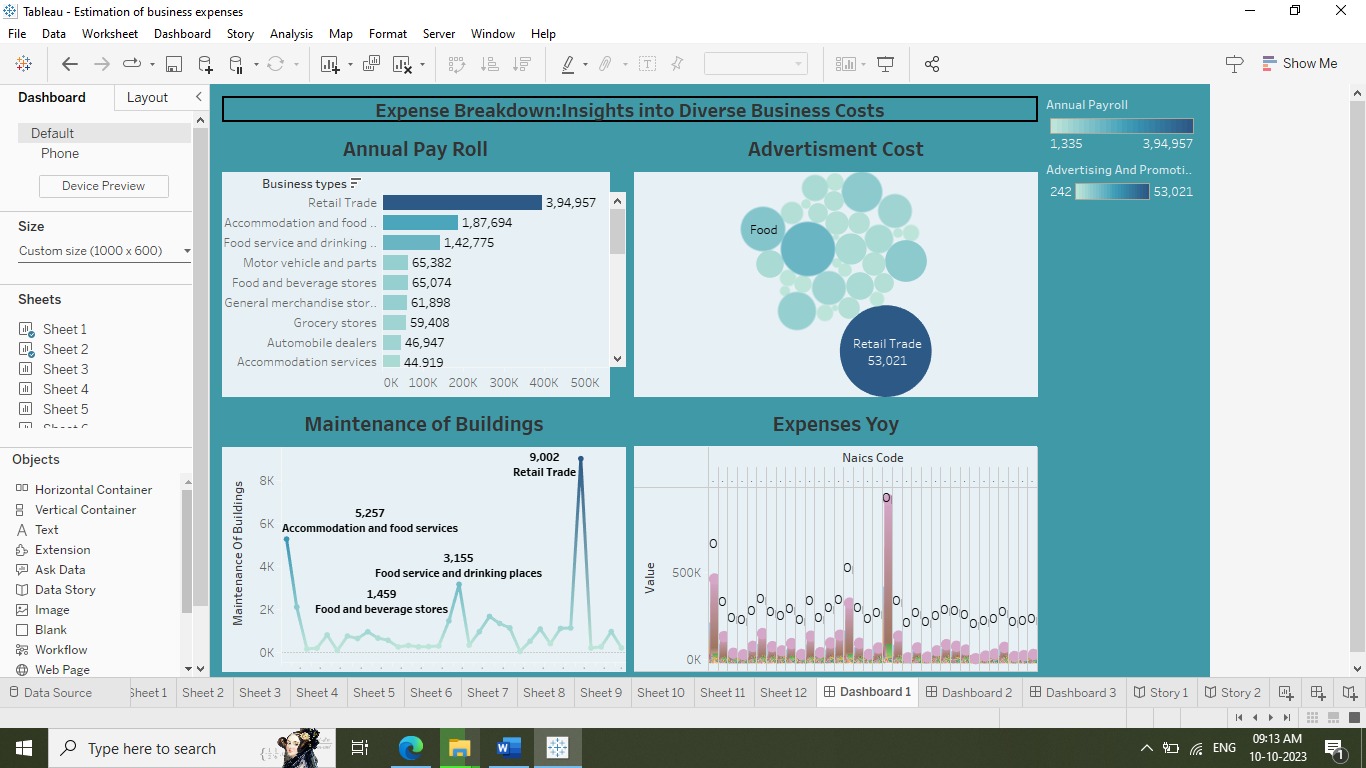 Tableau - Estimation of business expenses
File Data Worksheet Dashboard Story Analysis Map Format Server Window Help
Show Me
Dashboard Layout
Default
Phone
Device Preview
Size
Custom size (1000 x 600)
Sheets
Sheet 1
Sheet 2
Sheet 3
Sheet 4
Sheet 5
Objects
Horizontal Container
Vertical Container
Text
Extension
Ask Data
Data Story
Image
Blank
Workflow
Web Page
Expense Breakdown:Insights into Diverse Business Costs
Annual Pay Roll
Business types
Retail Trade 3,94,957
Accommodation and food .. 1,87,694
Food service and drinking .. 1,42,775
Motor vehicle and parts 65,382
Food and beverage stores 65,074
General merchandise stor.. 61,898
Grocery stores 59,408
Automobile dealers 46,947
Accommodation services 44,919
0K 100K 200K 300K 400K 500K
Advertisment Cost
Food
Retail Trade
53,021
Annual Payroll
1,335 3,94,957
Advertising And Promoti..
242 53,021
Maintenance of Buildings
Maintenance Of Buildings
8K
6K
4K
2K
0K
9,002
Retail Trade
5,257
Accommodation and food services
3,155
Food service and drinking places
1,459
Food and beverage stores
Expenses Yoy
Naics Code
Value
500K
0K
Data Source Sheet 1 Sheet 2 Sheet 3 Sheet 4 Sheet 5 Sheet 6 Sheet 7 Sheet 8 Sheet 9 Sheet 10 Sheet 11 Sheet 12 Dashboard 1 Dashboard 2 Dashboard 3 Story 1 Story 2
Type here to search
ENG
09:13 AM
10-10-2023
1